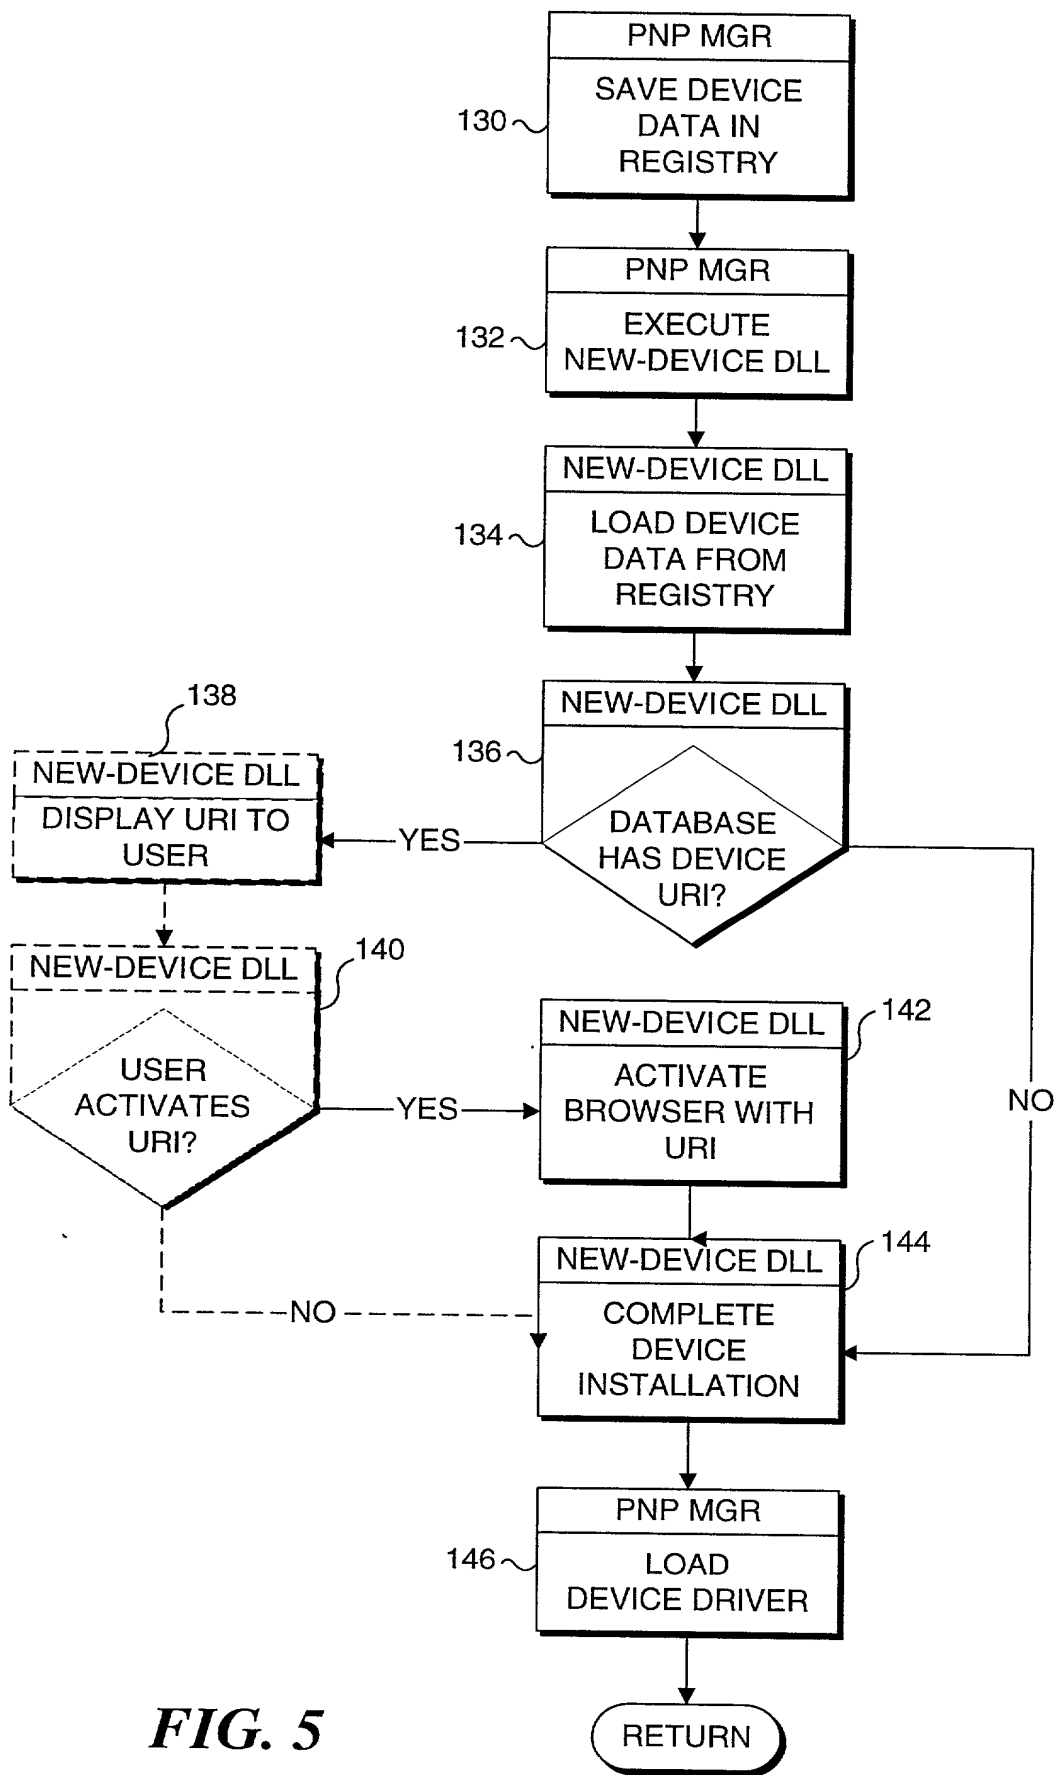 PNP MGR
SAVE DEVICE
DATA IN
REGISTRY
130
PNP MGR
132
EXECUTE
NEW-DEVICE DLL
NEW-DEVICE DLL
134
LOAD DEVICE
DATA FROM
REGISTRY
138
NEW-DEVICE DLL
136
NEW-DEVICE DLL
DISPLAY URI TO
USER
YES
DATABASE
HAS DEVICE
URI?
NO
140
NEW-DEVICE DLL
USER
ACTIVATES
URI?
YES
142
NEW-DEVICE DLL
ACTIVATE
BROWSER WITH
URI
NO
144
NEW-DEVICE DLL
COMPLETE
DEVICE
INSTALLATION
PNP MGR
146
LOAD
DEVICE DRIVER
RETURN
FIG. 5